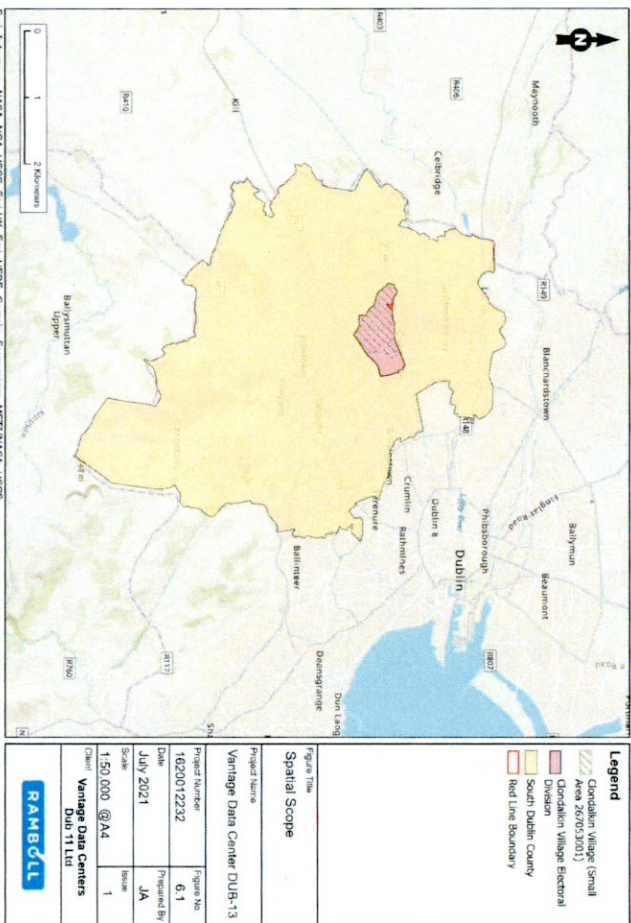 N
Maynooth
R406
R403
Celbridge
Kill
R410
R149
Blanchardstown
Ballymun
Beaumont
Finglas Road
Phibsborough
R148
Dublin
Dublin 8
Crumlin
Rathmines
R807
Ballinteer
Deansgrange
Dun Laog
R117
R760
Ballysmuttan
Upper
0 1 2 Kilometers
Legend
Clondalkin Village (Small
Area 267053001)
Clondalkin Village Electoral
Division
South Dublin County
Red Line Boundary
Figure Title
Spatial Scope
Project Name
Vantage Data Center DUB-13
Project Number
1620012232
Figure No
6.1
Date
July 2021
Prepared By
JA
Scale
1:50,000 @A4
Issue
1
Client
Vantage Data Centers
Dub 11 Ltd
RAMBOLL